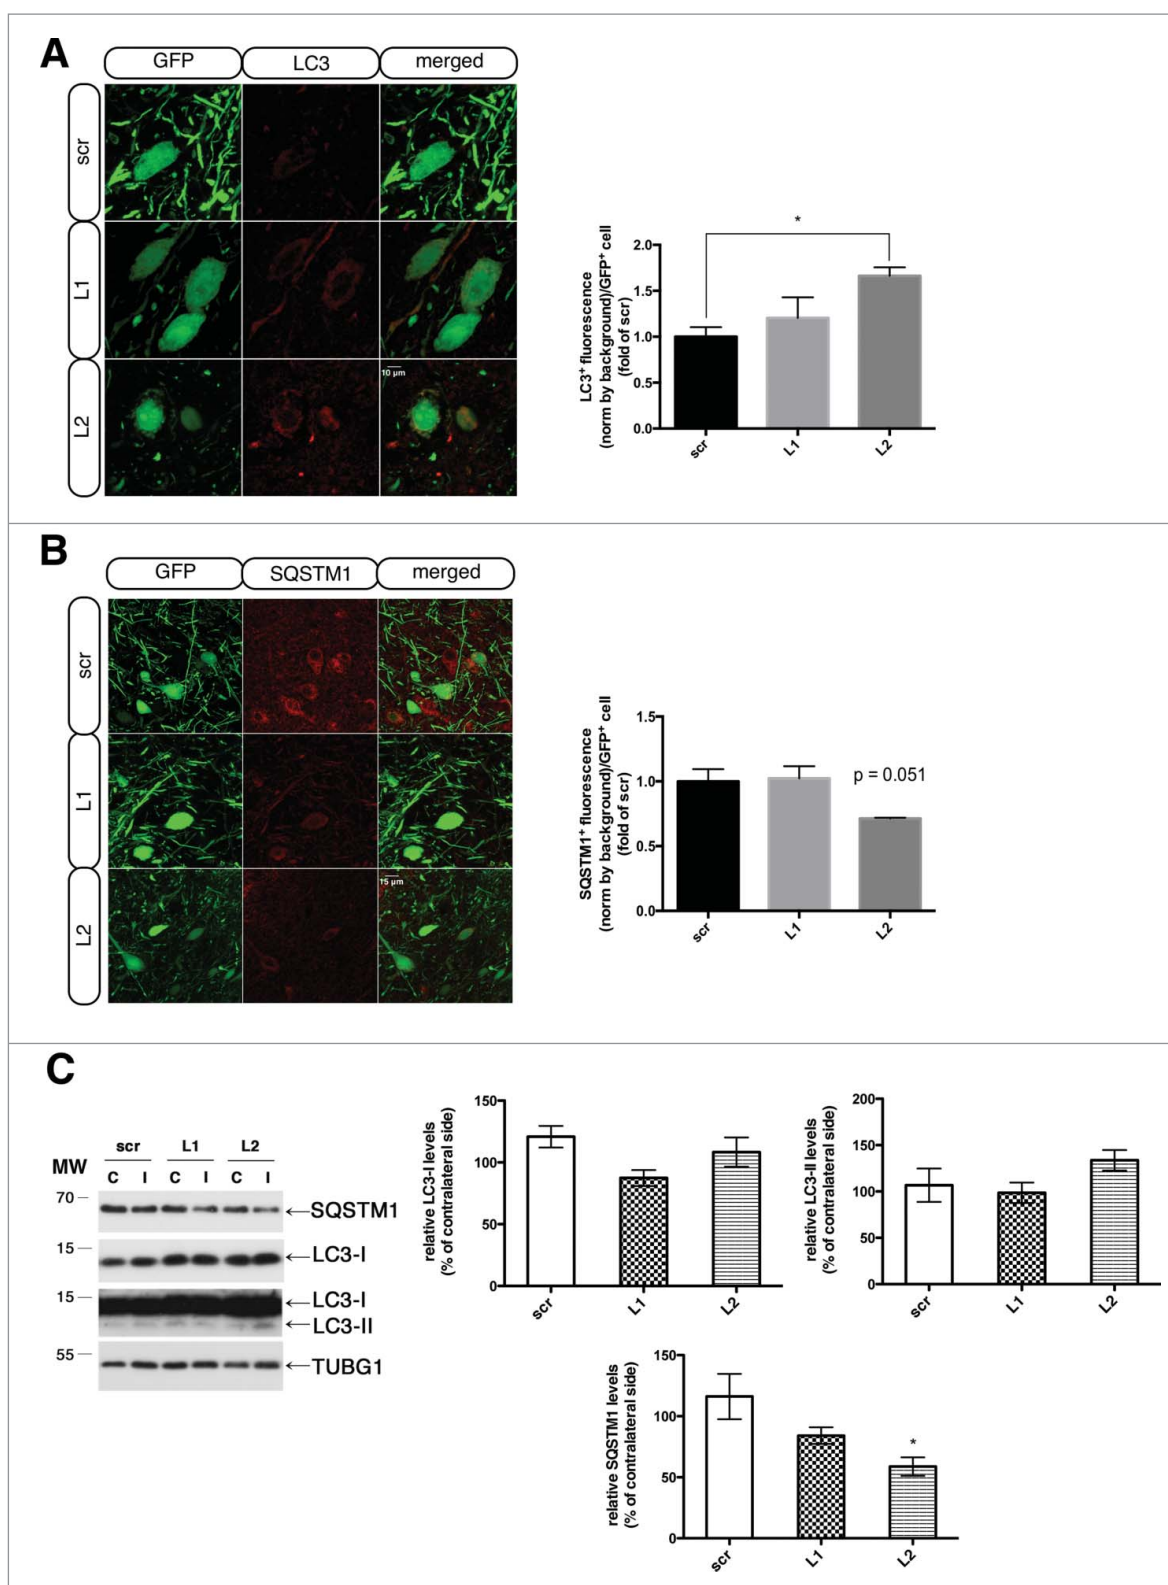 A
GFP LC3 merged
scr
L1
L2
10 µm
LC3⁺ fluorescence
(norm by background)/GFP⁺ cell
(fold of scr)
2.0
1.5
1.0
0.5
0.0
*
scr L1 L2
B
GFP SQSTM1 merged
scr
L1
L2
15 µm
SQSTM1⁺ fluorescence
(norm by background)/GFP⁺ cell
(fold of scr)
1.5
1.0
0.5
0.0
p = 0.051
scr L1 L2
C
scr L1 L2
MW C I C I C I
70
SQSTM1
15
LC3-I
15
LC3-I
LC3-II
55
TUBG1
relative LC3-I levels
(% of contralateral side)
150
100
50
0
scr L1 L2
relative LC3-II levels
(% of contralateral side)
200
150
100
50
0
scr L1 L2
relative SQSTM1 levels
(% of contralateral side)
150
100
50
0
*
scr L1 L2